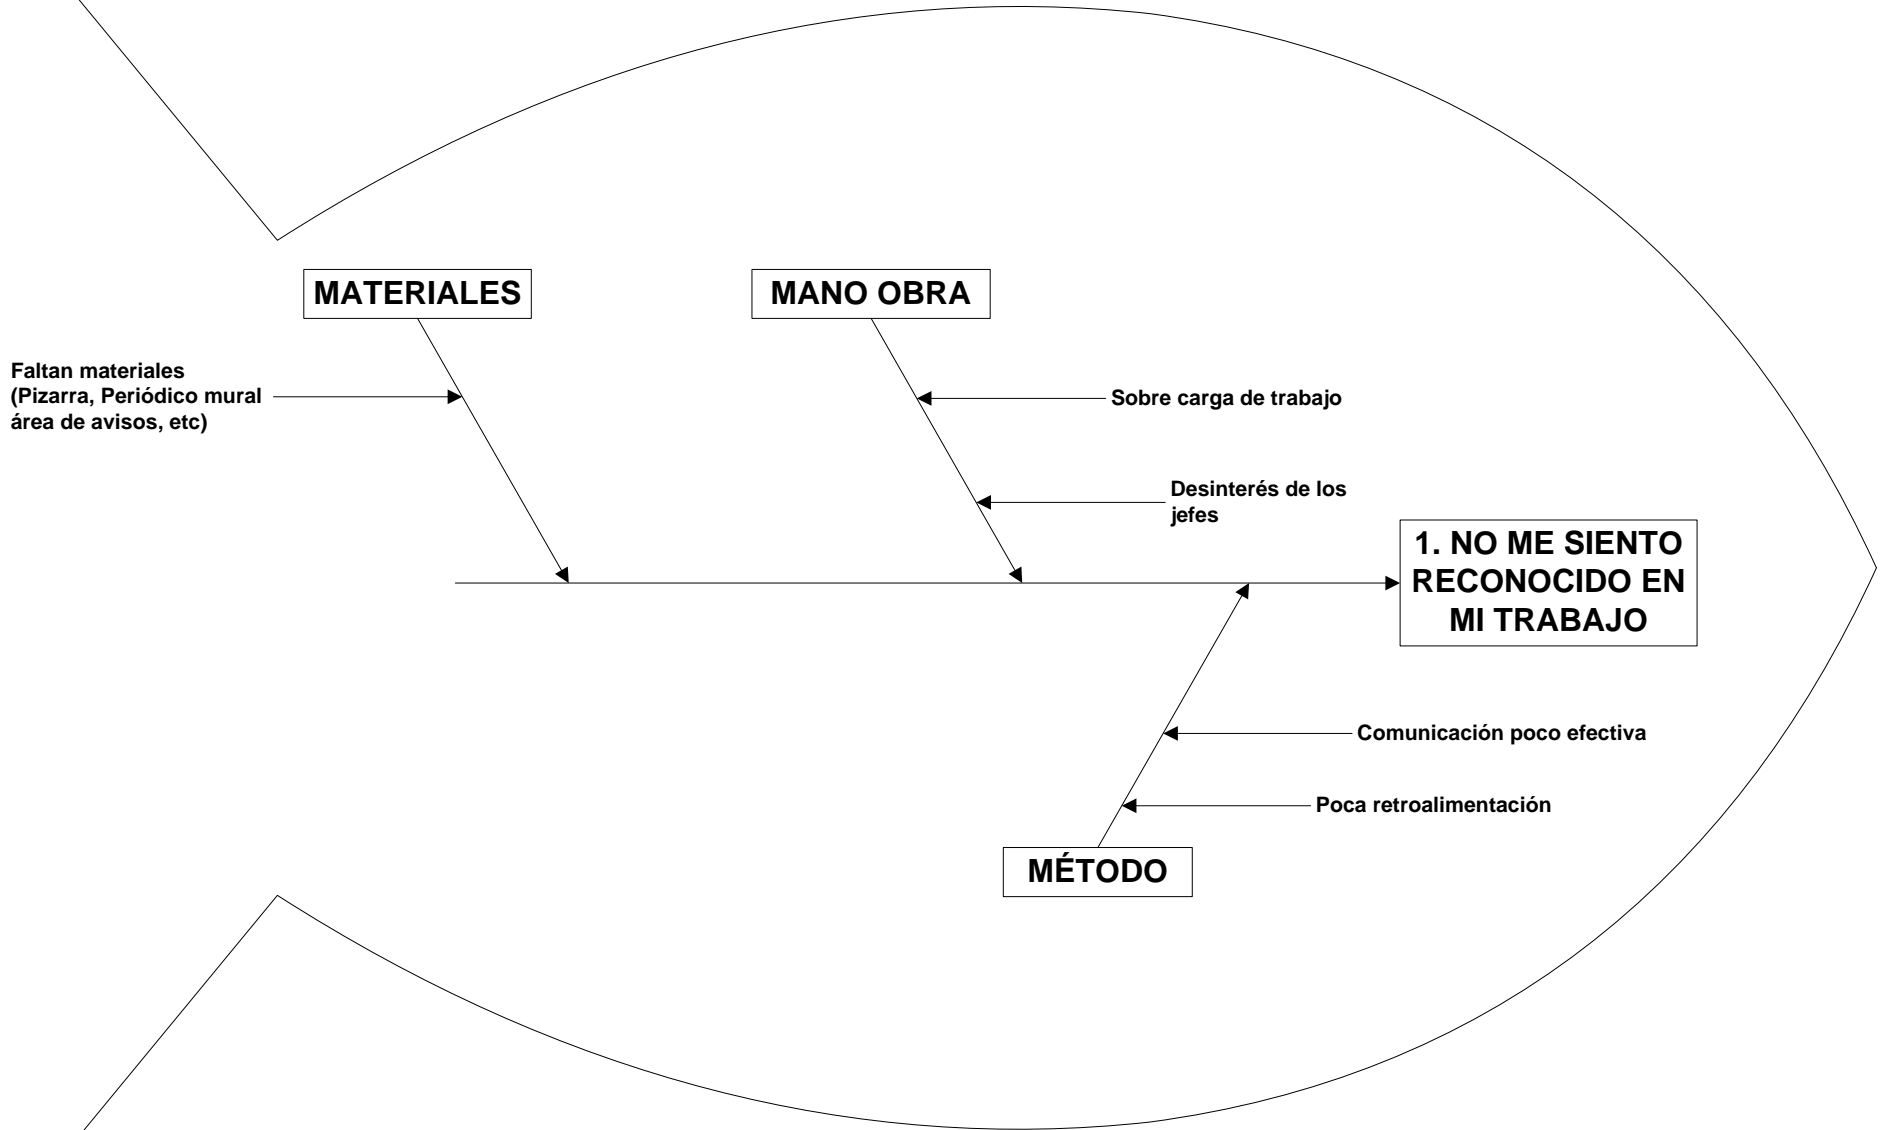 MATERIALES
MANO OBRA
Faltan materiales
(Pizarra, Periódico mural
área de avisos, etc)
Sobre carga de trabajo
Desinterés de los
jefes
1. NO ME SIENTO
RECONOCIDO EN
MI TRABAJO
Comunicación poco efectiva
Poca retroalimentación
MÉTODO